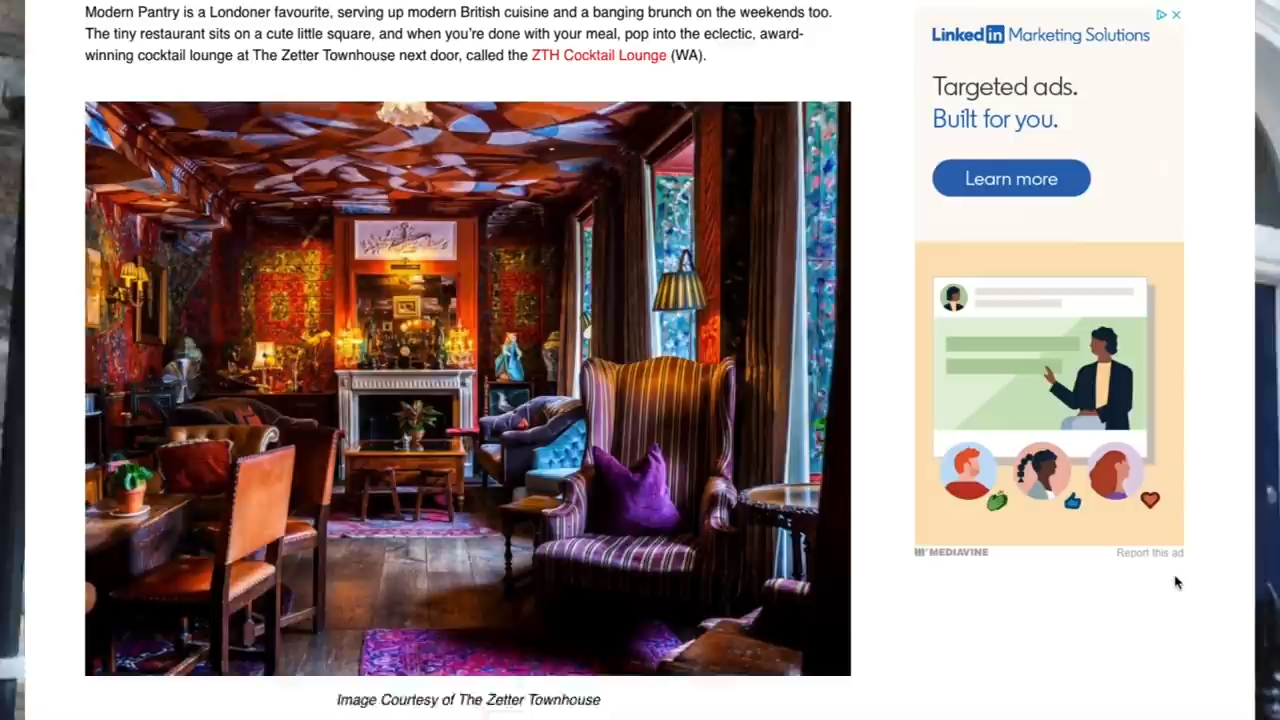 Modern Pantry is a Londoner favourite, serving up modern British cuisine and a banging brunch on the weekends too.
The tiny restaurant sits on a cute little square, and when you're done with your meal, pop into the eclectic, award-
winning cocktail lounge at The Zetter Townhouse next door, called the ZTH Cocktail Lounge (WA).
Image Courtesy of The Zetter Townhouse
Linked in Marketing Solutions
Targeted ads.
Built for you.
Learn more
MEDIAVINE
Report this ad